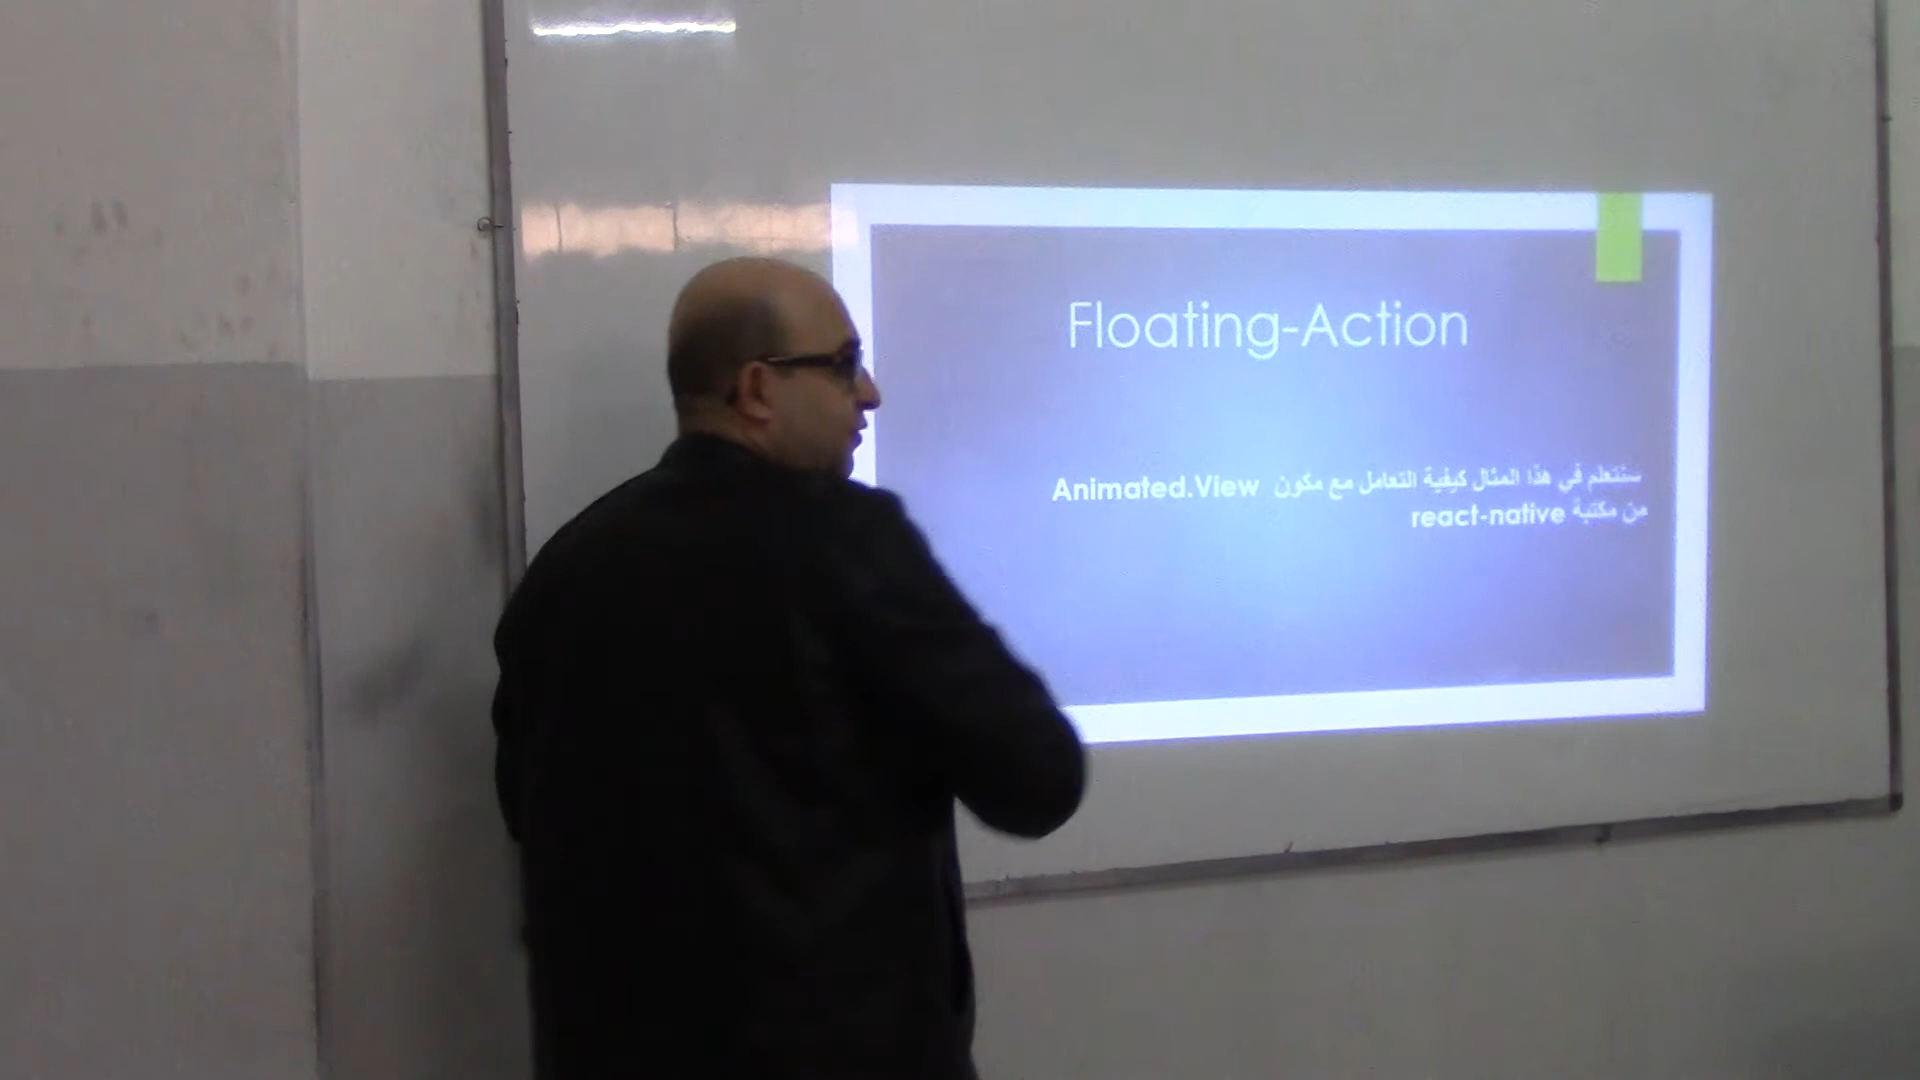 Floating-Action
سنتعلم في هذا المثال كيفية التعامل مع مكون Animated.View
من مكتبة react-native